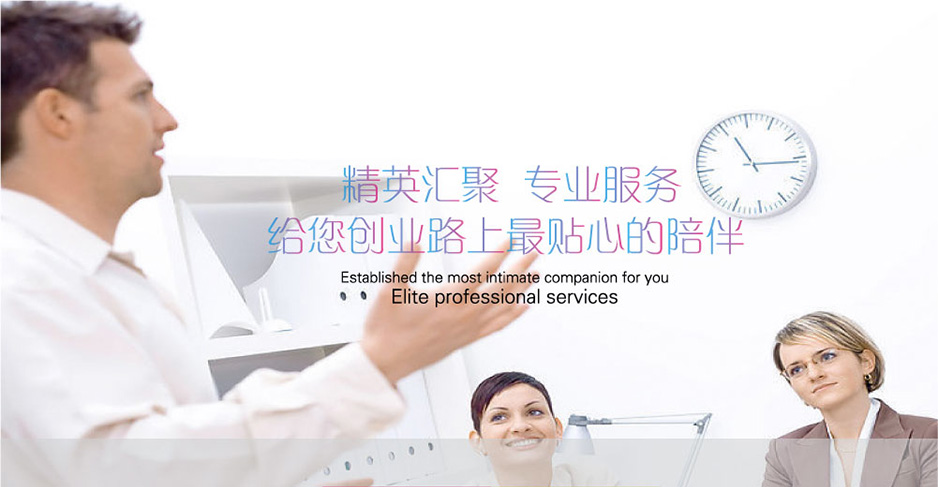 精英汇聚 专业服务
给您创业路上最贴心的陪伴
Established the most intimate companion for you
Elite professional services